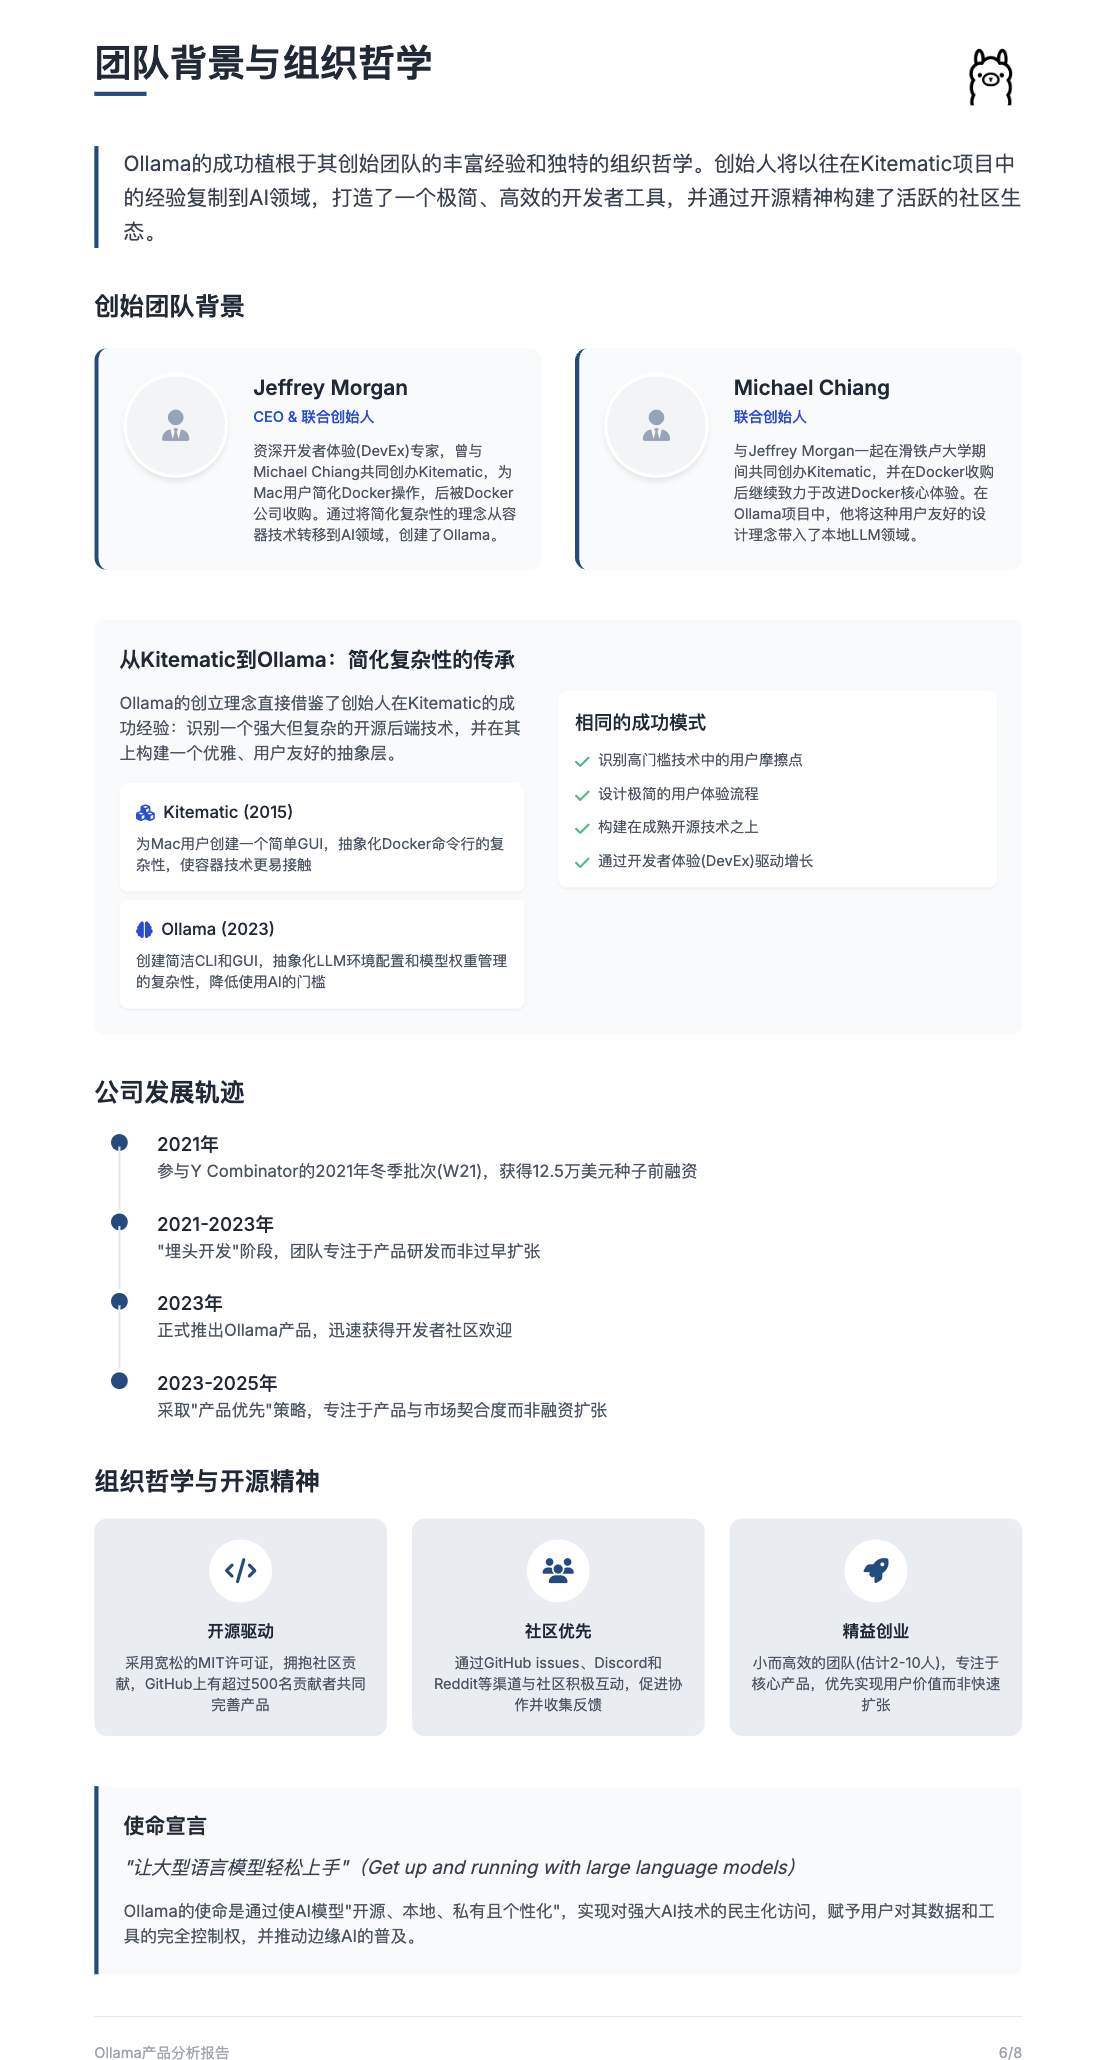 团队背景与组织哲学
Ollama的成功植根于其创始团队的丰富经验和独特的组织哲学。创始人将以往在Kitematic项目中
的经验复制到AI领域，打造了一个极简、高效的开发者工具，并通过开源精神构建了活跃的社区生
态。
创始团队背景
Jeffrey Morgan
CEO & 联合创始人
资深开发者体验(DevEx)专家，曾与
Michael Chiang共同创办Kitematic，为
Mac用户简化Docker操作，后被Docker
公司收购。通过将简化复杂性的理念从容
器技术转移到AI领域，创建了Ollama。
Michael Chiang
联合创始人
与Jeffrey Morgan一起在滑铁卢大学期
间共同创办Kitematic，并在Docker收购
后继续致力于改进Docker核心体验。在
Ollama项目中，他将这种用户友好的设
计理念带入了本地LLM领域。
从Kitematic到Ollama：简化复杂性的传承
Ollama的创立理念直接借鉴了创始人在Kitematic的成
功经验：识别一个强大但复杂的开源后端技术，并在其
上构建一个优雅、用户友好的抽象层。
Kitematic (2015)
为Mac用户创建一个简单GUI，抽象化Docker命令行的复
杂性，使容器技术更易接触
Ollama (2023)
创建简洁CLI和GUI，抽象化LLM环境配置和模型权重管理
的复杂性，降低使用AI的门槛
相同的成功模式
识别高门槛技术中的用户摩擦点
设计极简的用户体验流程
构建在成熟开源技术之上
通过开发者体验(DevEx)驱动增长
公司发展轨迹
2021年
参与Y Combinator的2021年冬季批次(W21)，获得12.5万美元种子前融资
2021-2023年
"埋头开发"阶段，团队专注于产品研发而非过早扩张
2023年
正式推出Ollama产品，迅速获得开发者社区欢迎
2023-2025年
采取"产品优先"策略，专注于产品与市场契合度而非融资扩张
组织哲学与开源精神
开源驱动
采用宽松的MIT许可证，拥抱社区贡
献，GitHub上有超过500名贡献者共同
完善产品
社区优先
通过GitHub issues、Discord和
Reddit等渠道与社区积极互动，促进协
作并收集反馈
精益创业
小而高效的团队(估计2-10人)，专注于
核心产品，优先实现用户价值而非快速
扩张
使命宣言
"让大型语言模型轻松上手"（Get up and running with large language models）
Ollama的使命是通过使AI模型"开源、本地、私有且个性化"，实现对强大AI技术的民主化访问，赋予用户对其数据和工
具的完全控制权，并推动边缘AI的普及。
Ollama产品分析报告
6/8